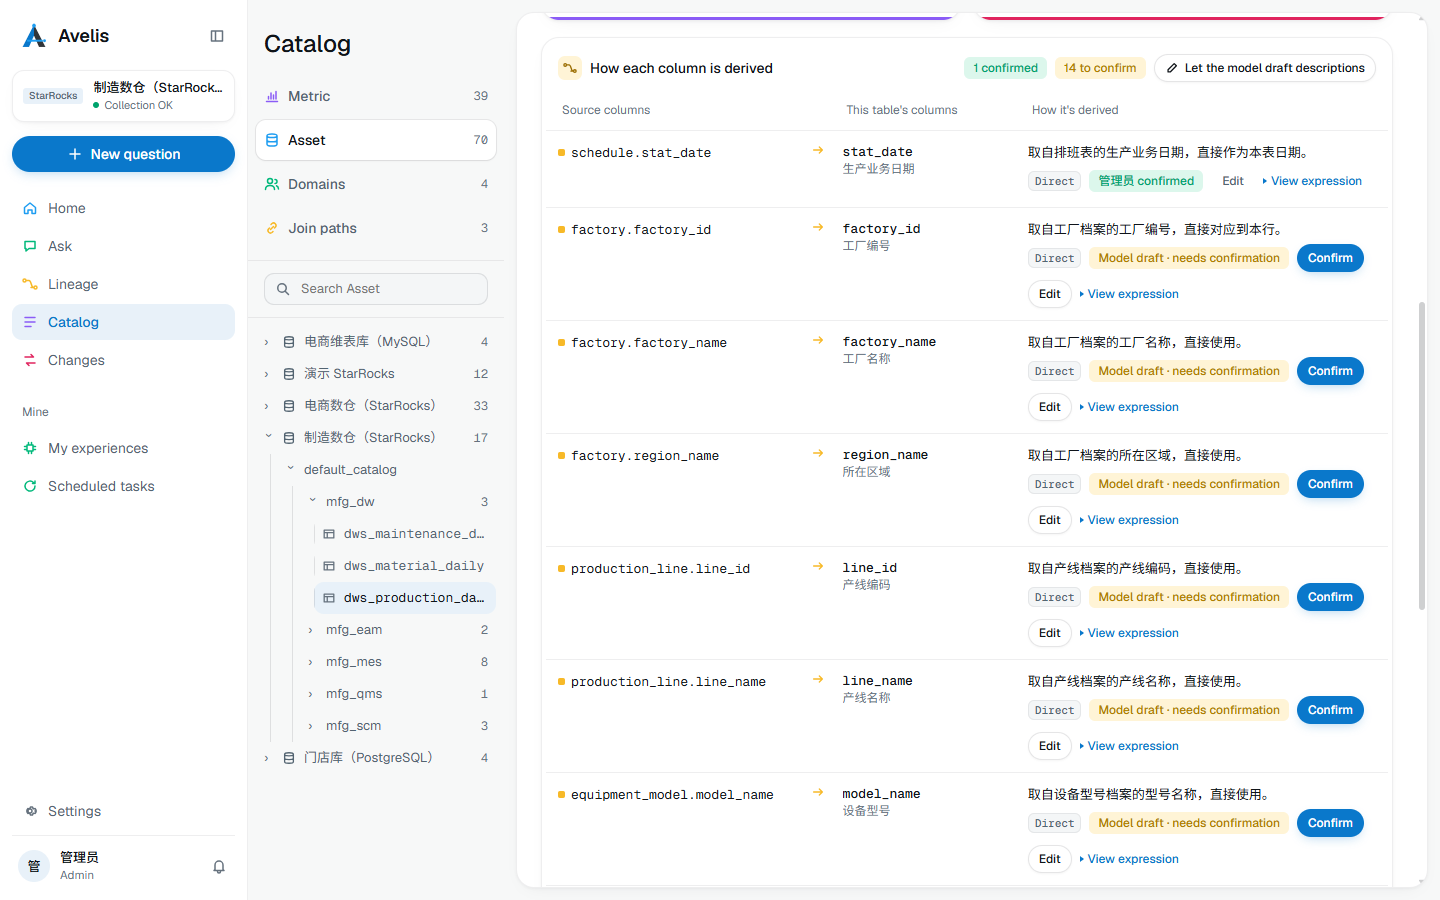 Avelis
StarRocks
制造数仓（StarRock...
Collection OK
New question
Home
Ask
Lineage
Catalog
Changes
Mine
My experiences
Scheduled tasks
Settings
管
管理员
Admin
Catalog
Metric 39
Asset 70
Domains 4
Join paths 3
Search Asset
电商维表库（MySQL） 4
演示 StarRocks 12
电商数仓（StarRocks） 33
制造数仓（StarRocks） 17
default_catalog
mfg_dw 3
dws_maintenance_d...
dws_material_daily
dws_production_da...
mfg_eam 2
mfg_mes 8
mfg_qms 1
mfg_scm 3
门店库（PostgreSQL） 4
How each column is derived
1 confirmed
14 to confirm
Let the model draft descriptions
Source columns This table's columns How it's derived
schedule.stat_date → stat_date 取自排班表的生产业务日期，直接作为本表日期。
生产业务日期
Direct 管理员 confirmed Edit View expression
factory.factory_id → factory_id 取自工厂档案的工厂编号，直接对应到本行。
工厂编号
Direct Model draft · needs confirmation Confirm
Edit View expression
factory.factory_name → factory_name 取自工厂档案的工厂名称，直接使用。
工厂名称
Direct Model draft · needs confirmation Confirm
Edit View expression
factory.region_name → region_name 取自工厂档案的所在区域，直接使用。
所在区域
Direct Model draft · needs confirmation Confirm
Edit View expression
production_line.line_id → line_id 取自产线档案的产线编码，直接使用。
产线编码
Direct Model draft · needs confirmation Confirm
Edit View expression
production_line.line_name → line_name 取自产线档案的产线名称，直接使用。
产线名称
Direct Model draft · needs confirmation Confirm
Edit View expression
equipment_model.model_name → model_name 取自设备型号档案的型号名称，直接使用。
设备型号
Direct Model draft · needs confirmation Confirm
Edit View expression